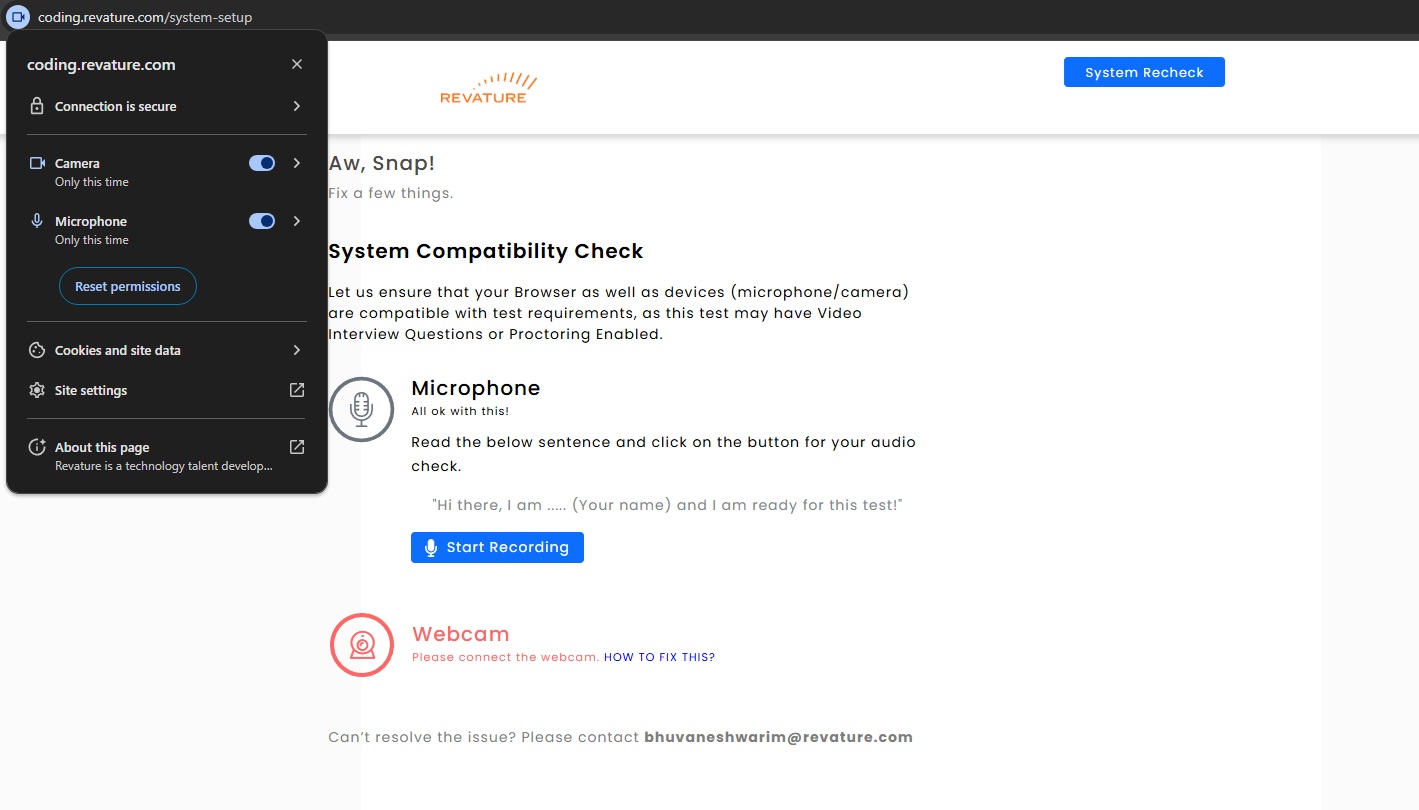 coding.revature.com/system-setup
coding.revature.com
Connection is secure
Camera
Only this time
Microphone
Only this time
Reset permissions
Cookies and site data
Site settings
About this page
Revature is a technology talent develop...
REVATURE
System Recheck
Aw, Snap!
Fix a few things.
System Compatibility Check
Let us ensure that your Browser as well as devices (microphone/camera)
are compatible with test requirements, as this test may have Video
Interview Questions or Proctoring Enabled.
Microphone
All ok with this!
Read the below sentence and click on the button for your audio
check.
"Hi there, I am ..... (Your name) and I am ready for this test!"
Start Recording
Webcam
Please connect the webcam. HOW TO FIX THIS?
Can't resolve the issue? Please contact bhuvaneshwarim@revature.com